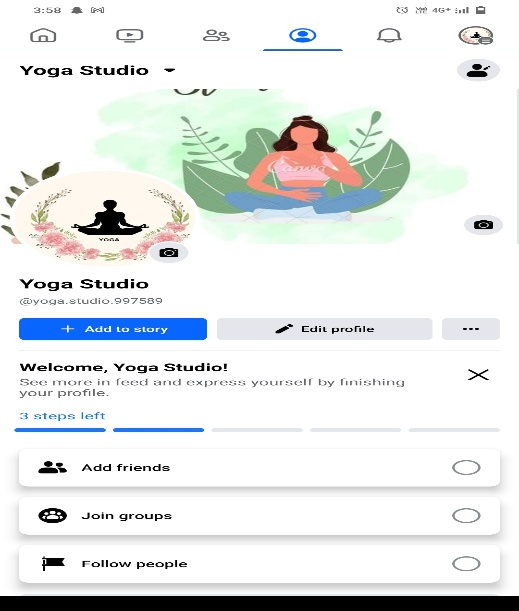 3:58
4G+
Yoga Studio
Canva
YOGA
Yoga Studio
@yoga.studio.997589
Add to story
Edit profile
Welcome, Yoga Studio!
See more in feed and express yourself by finishing
your profile.
3 steps left
Add friends
Join groups
Follow people